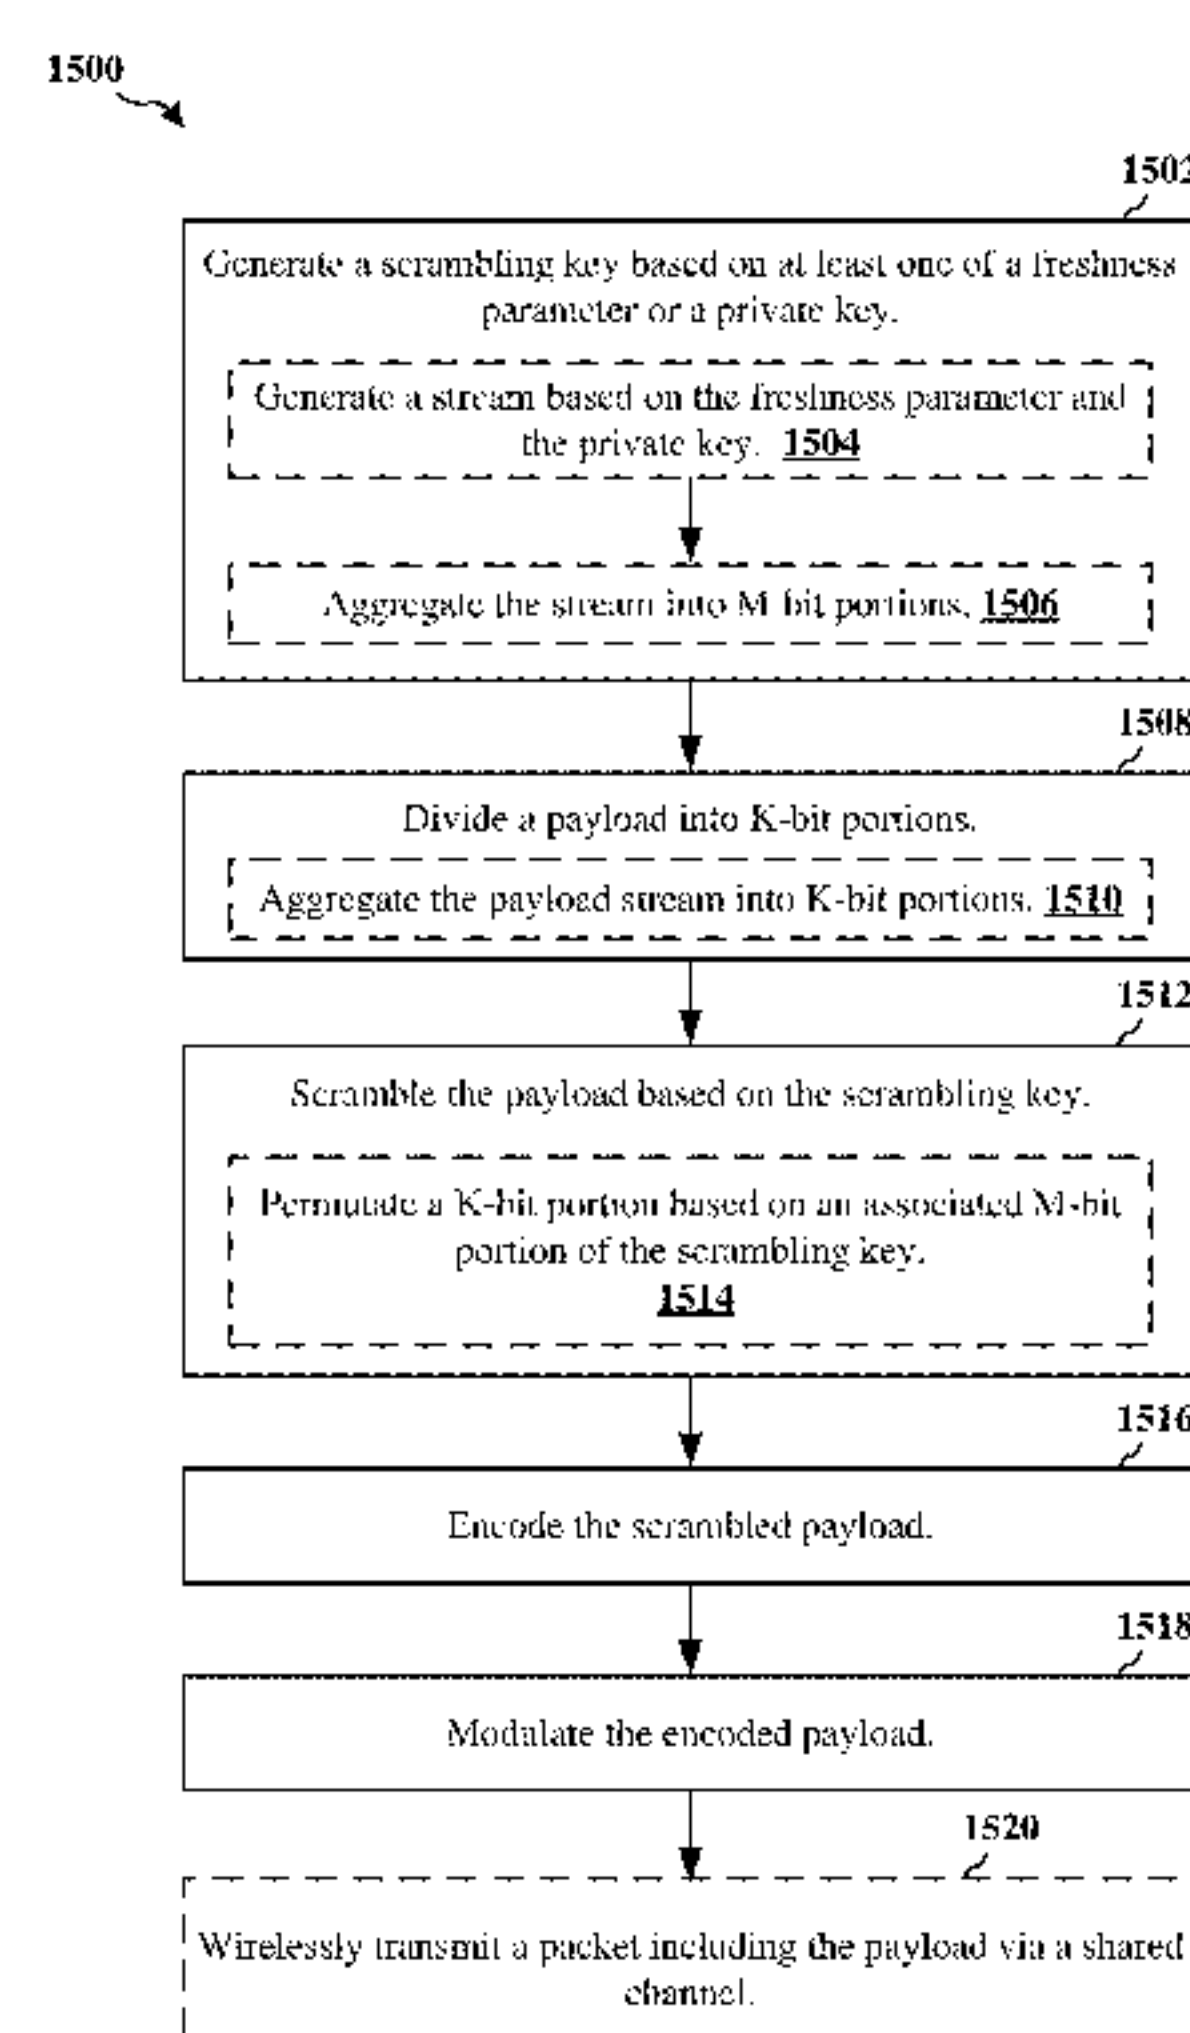 1500
1502
Generate a scrambling key based on at least one of a freshness
parameter or a private key.
Generate a stream based on the freshness parameter and
the private key. 1504
Aggregate the stream into M-bit portions. 1506
1508
Divide a payload into K-bit portions.
Aggregate the payload stream into K-bit portions. 1510
1512
Scramble the payload based on the scrambling key.
Permutate a K-bit portion based on an associated M-bit
portion of the scrambling key.
1514
1516
Encode the scrambled payload.
1518
Modulate the encoded payload.
1520
Wirelessly transmit a packet including the payload via a shared
channel.